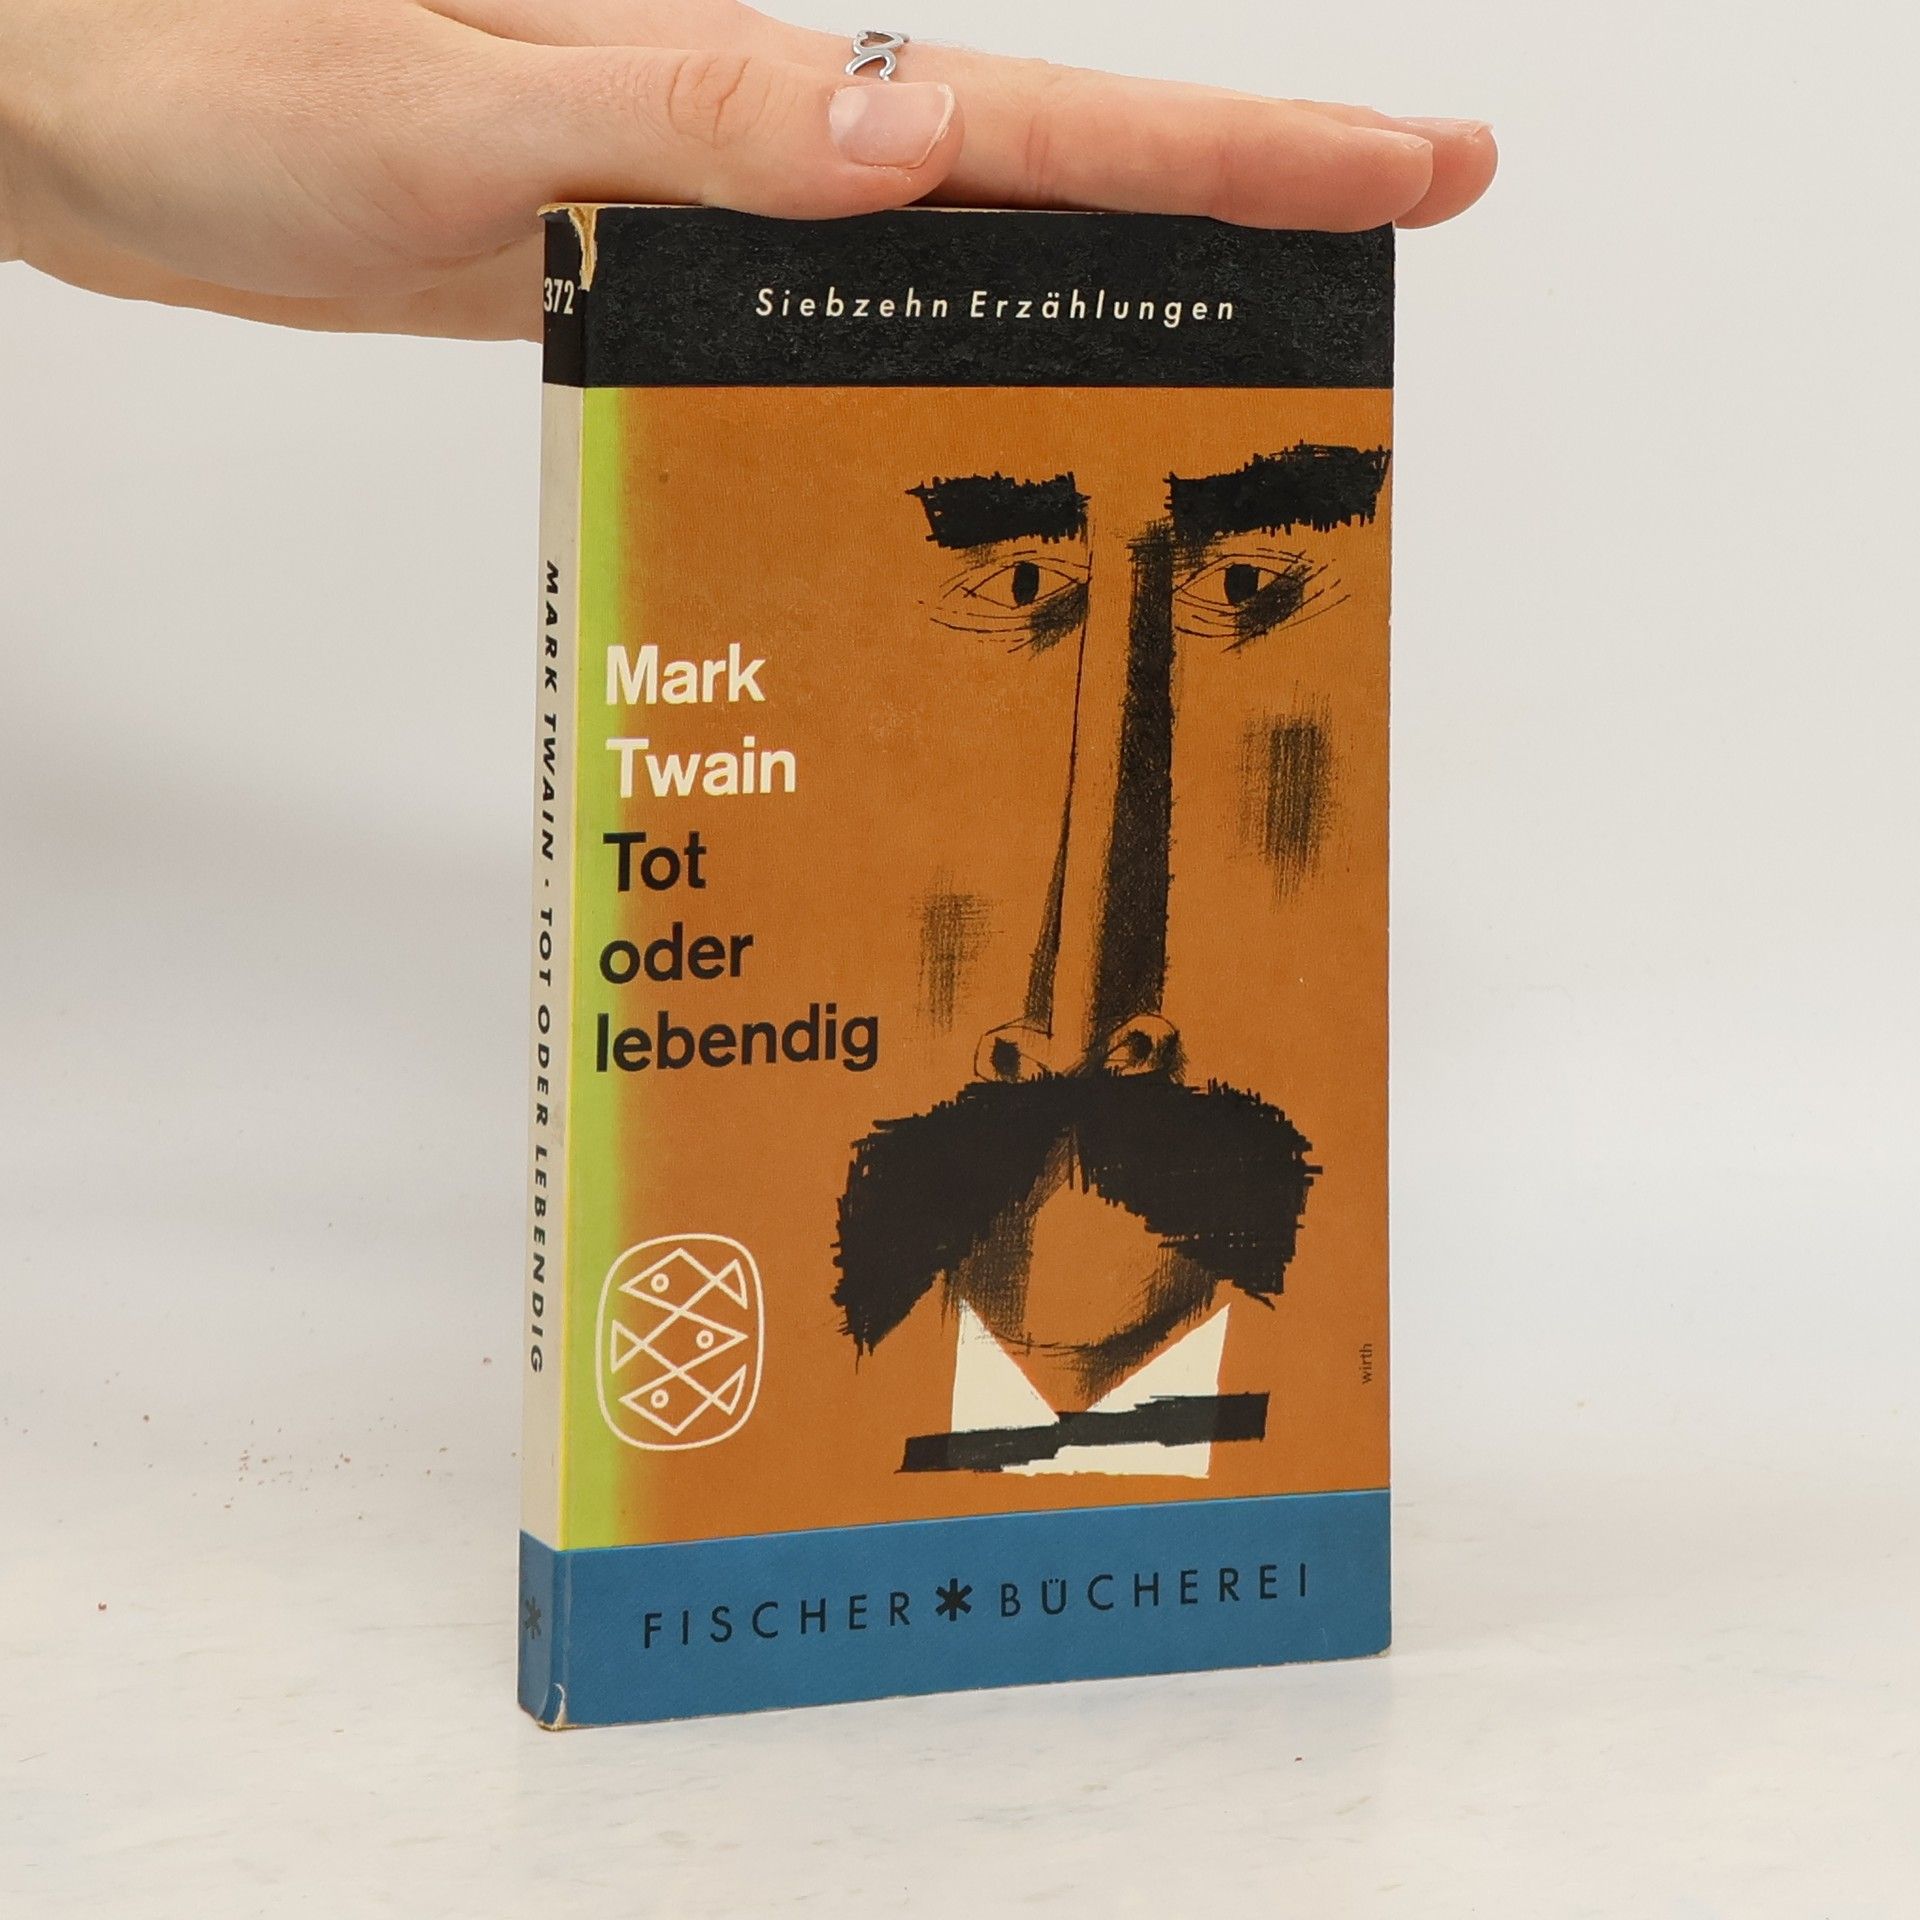 372
MARK TWAIN · TOT ODER LEBENDIG
*
Siebzehn Erzählungen
Mark
Twain
Tot
oder
lebendig
wirth
FISCHER * BÜCHEREI